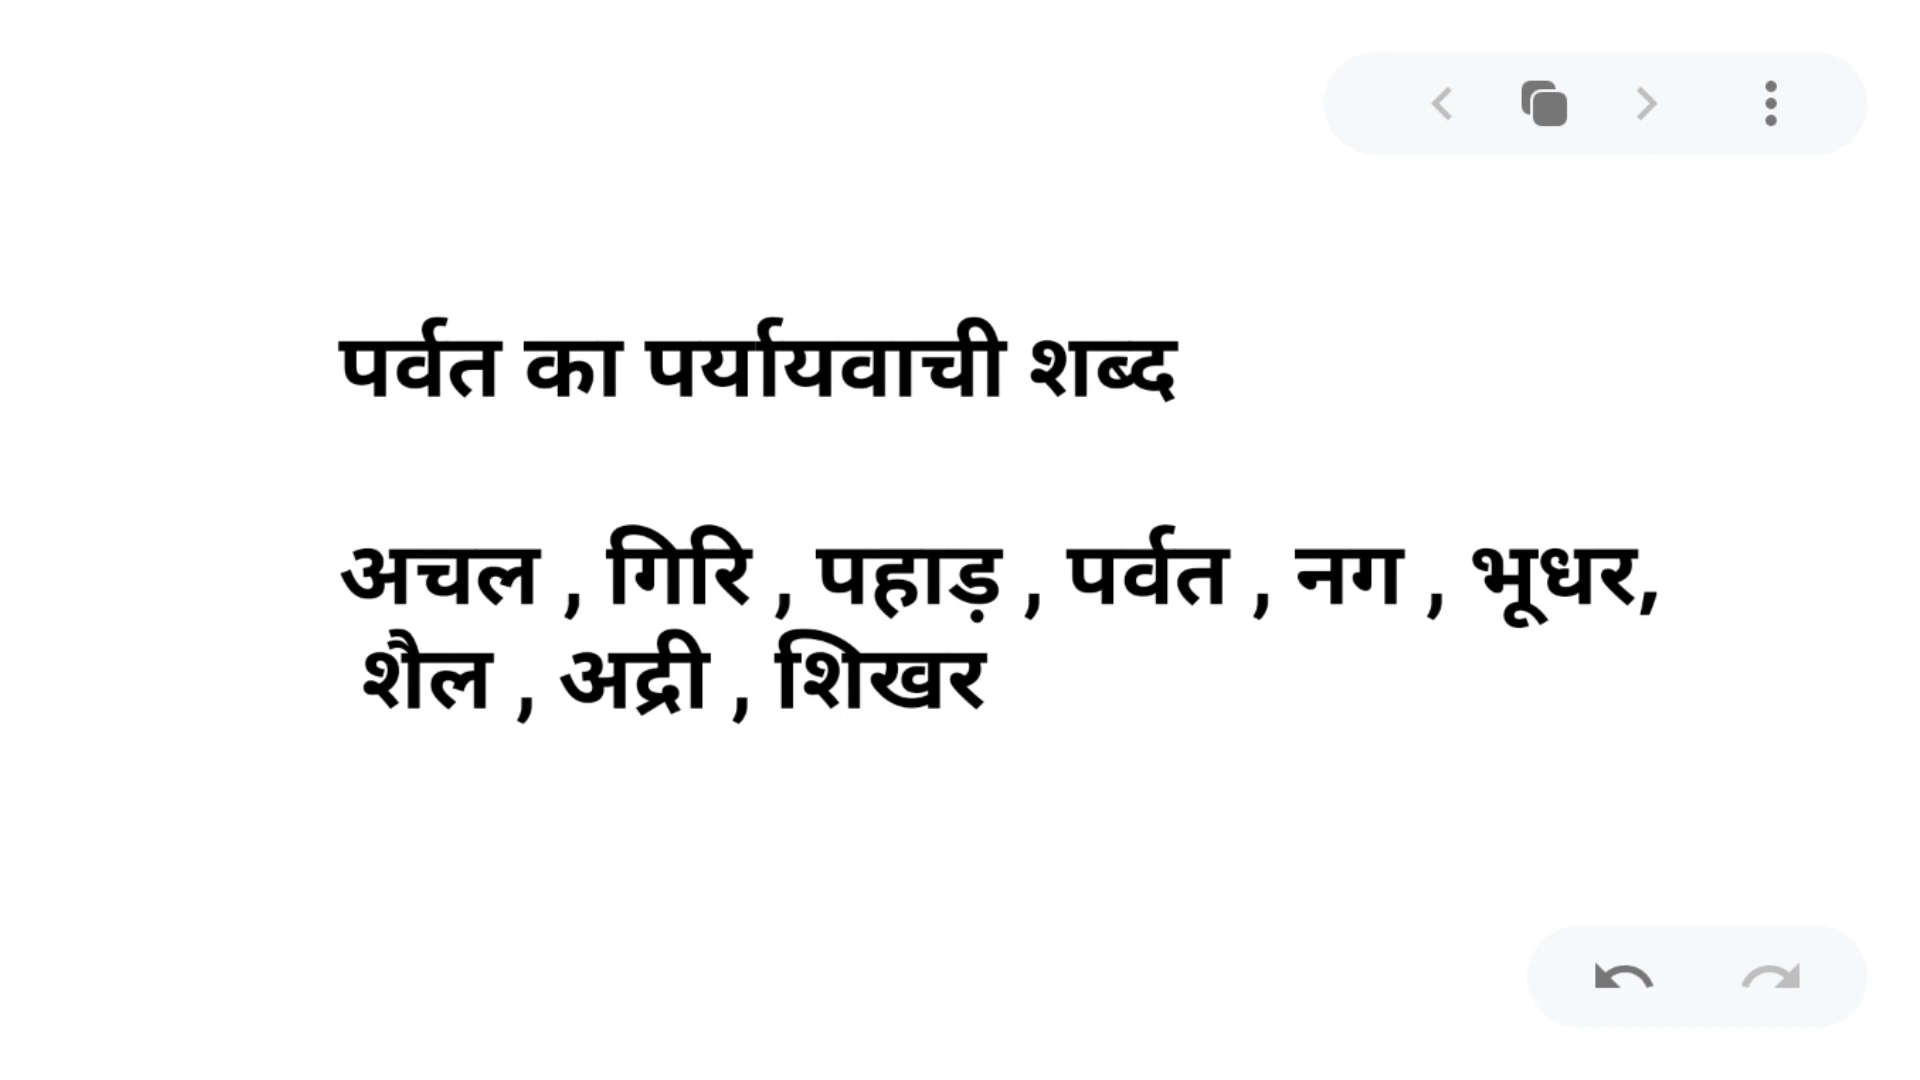 पर्वत का पर्यायवाची शब्द
अचल , गिरि , पहाड़ , पर्वत , नग , भूधर,
शैल , अद्री , शिखर